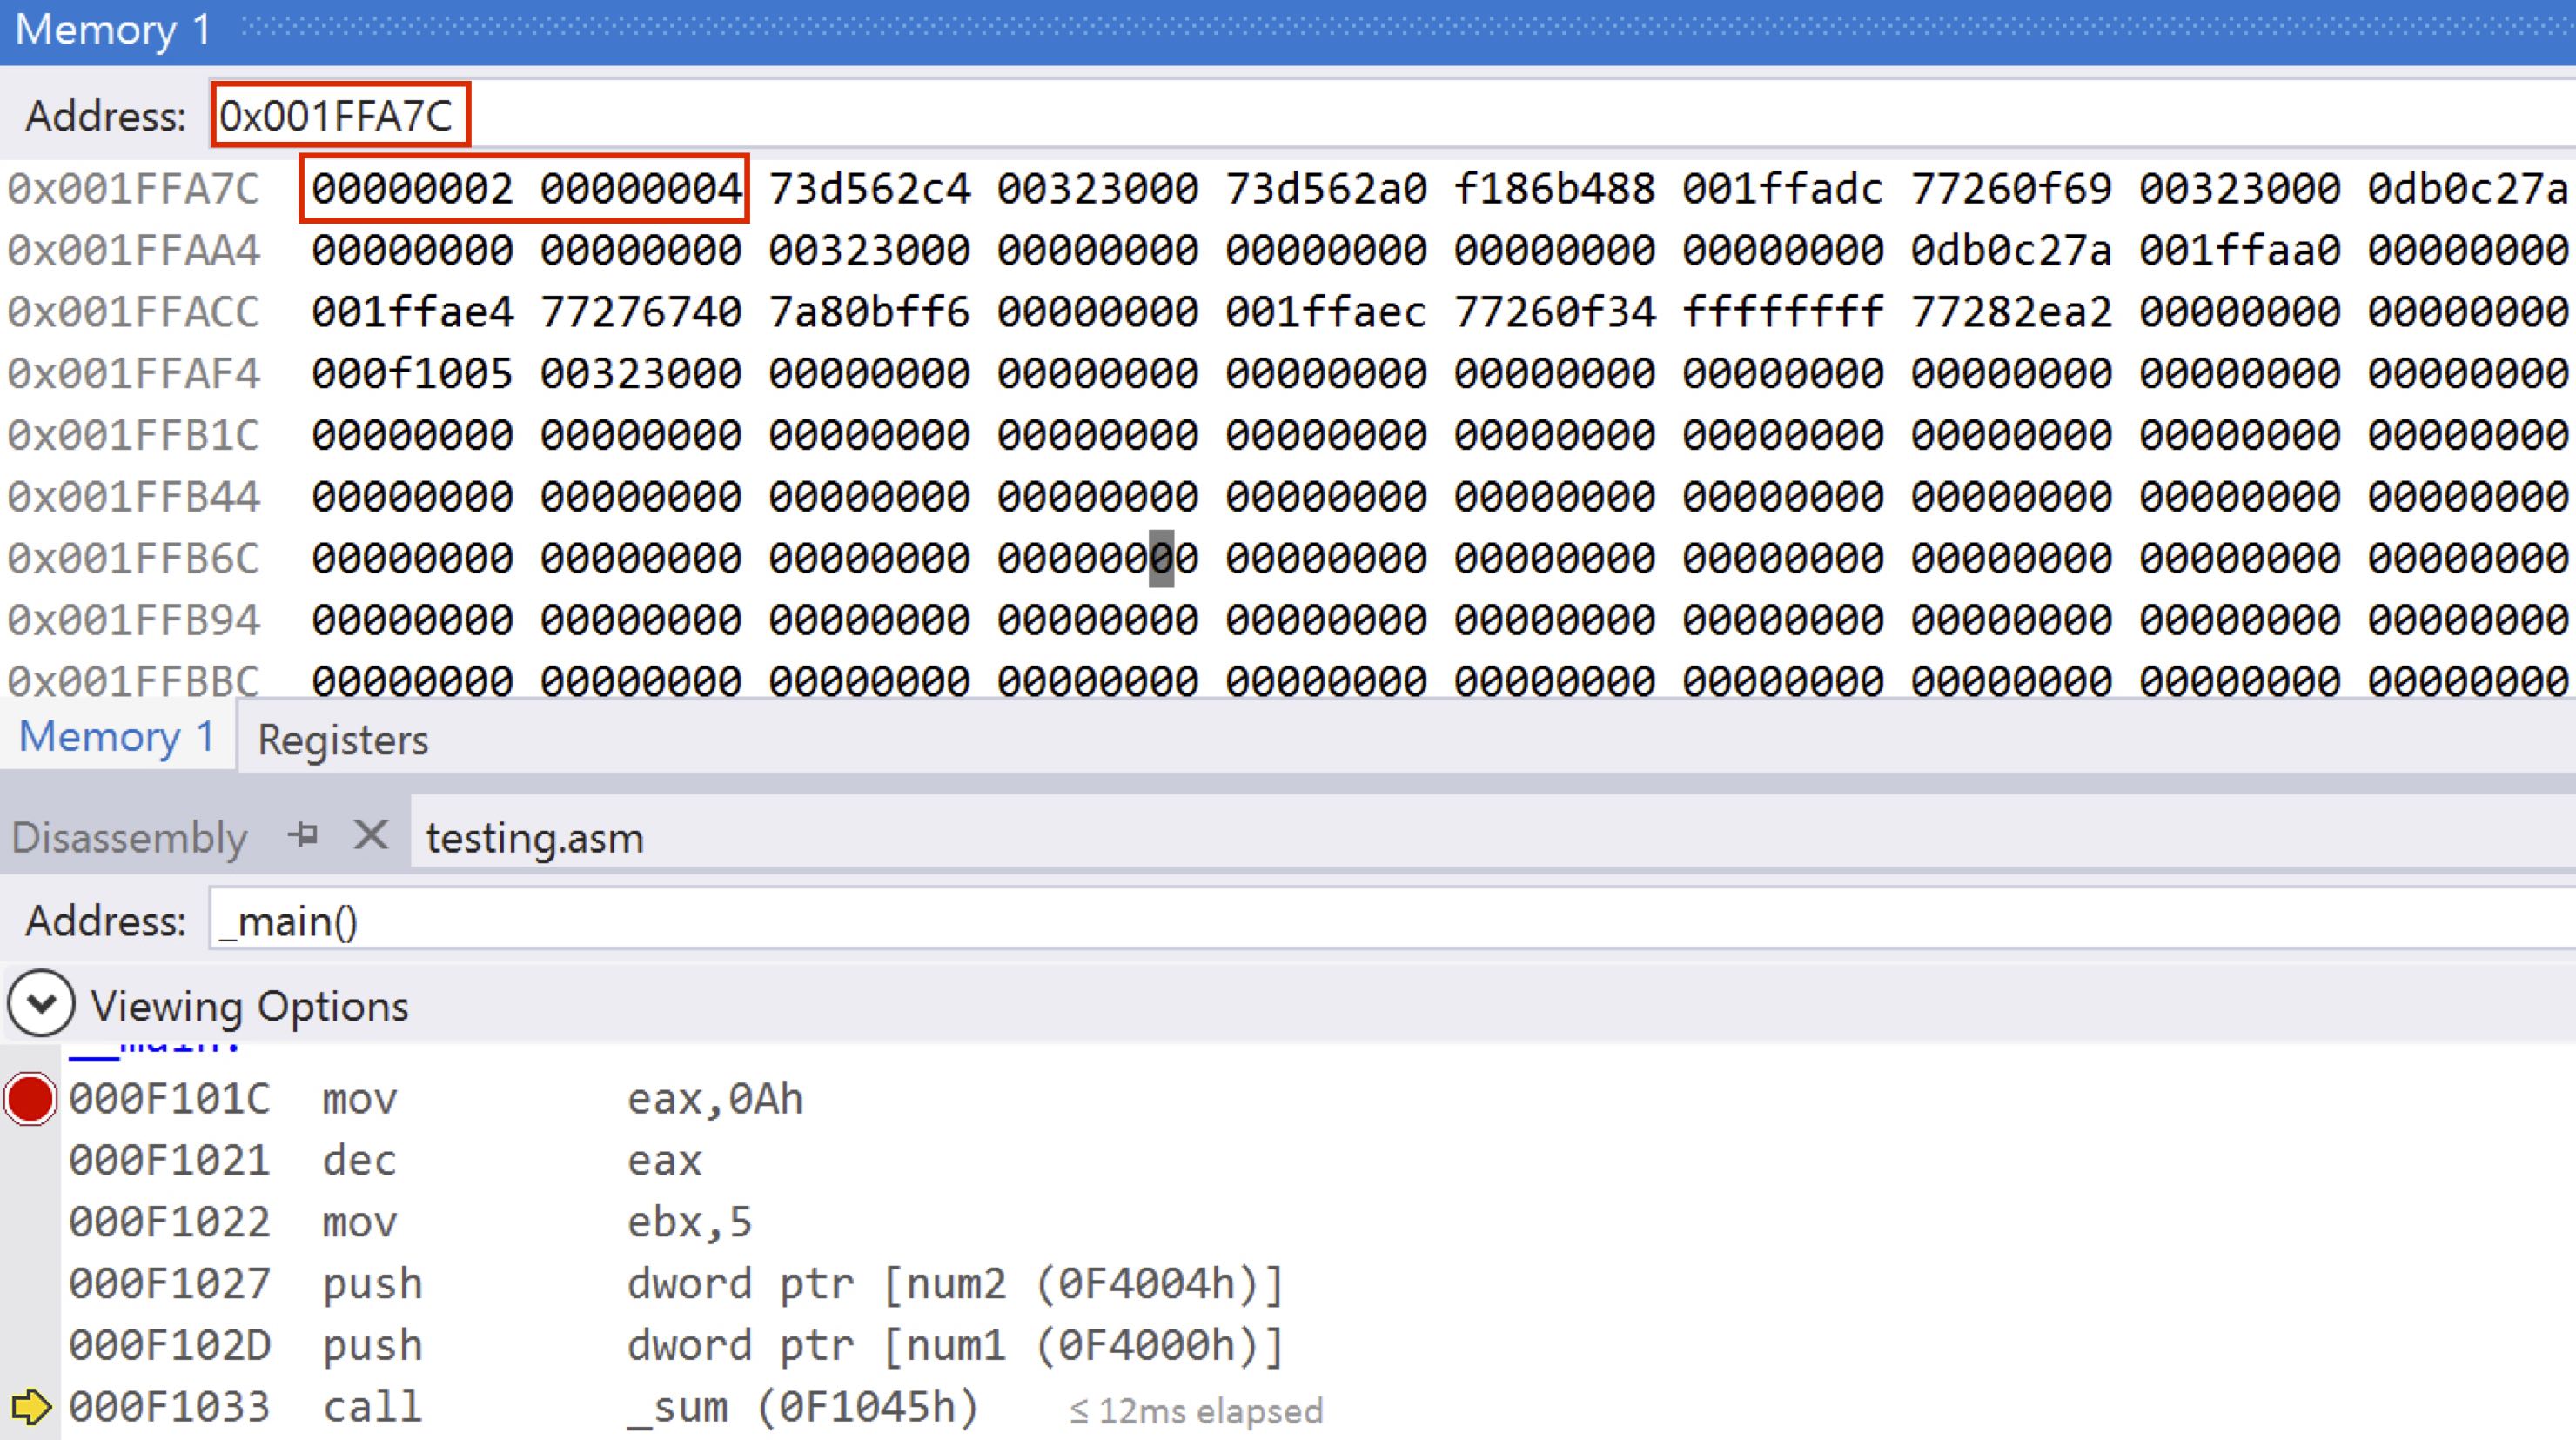 Memory 1
Address: 0x001FFA7C
0x001FFA7C 00000002 00000004 73d562c4 00323000 73d562a0 f186b488 001ffadc 77260f69 00323000 0db0c27a
0x001FFAA4 00000000 00000000 00323000 00000000 00000000 00000000 00000000 0db0c27a 001ffaa0 00000000
0x001FFACC 001ffae4 77276740 7a80bff6 00000000 001ffaec 77260f34 ffffffff 77282ea2 00000000 00000000
0x001FFAF4 000f1005 00323000 00000000 00000000 00000000 00000000 00000000 00000000 00000000 00000000
0x001FFB1C 00000000 00000000 00000000 00000000 00000000 00000000 00000000 00000000 00000000 00000000
0x001FFB44 00000000 00000000 00000000 00000000 00000000 00000000 00000000 00000000 00000000 00000000
0x001FFB6C 00000000 00000000 00000000 00000000 00000000 00000000 00000000 00000000 00000000 00000000
0x001FFB94 00000000 00000000 00000000 00000000 00000000 00000000 00000000 00000000 00000000 00000000
0x001FFBBC 00000000 00000000 00000000 00000000 00000000 00000000 00000000 00000000 00000000 00000000
Memory 1 Registers
Disassembly testing.asm
Address: _main()
Viewing Options
__main:
000F101C mov eax,0Ah
000F1021 dec eax
000F1022 mov ebx,5
000F1027 push dword ptr [num2 (0F4004h)]
000F102D push dword ptr [num1 (0F4000h)]
000F1033 call _sum (0F1045h) ≤ 12ms elapsed